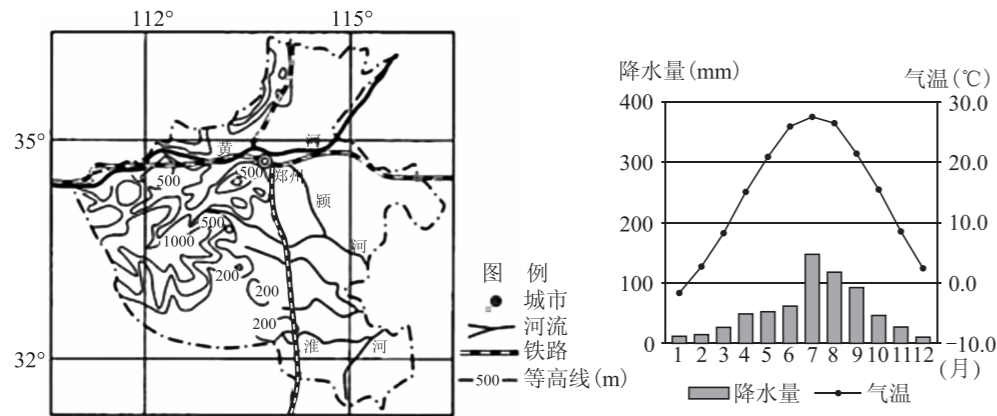 112° 115°
35°
黄 河
500 500 郑州
颍
500
1000 河
200 200
200
淮 河
32°
图 例
城市
河流
铁路
500 等高线(m)
降水量(mm) 气温(℃)
400 30.0
300 20.0
200 10.0
100 0.0
0 -10.0
1 2 3 4 5 6 7 8 9 10 11 12
(月)
降水量 气温